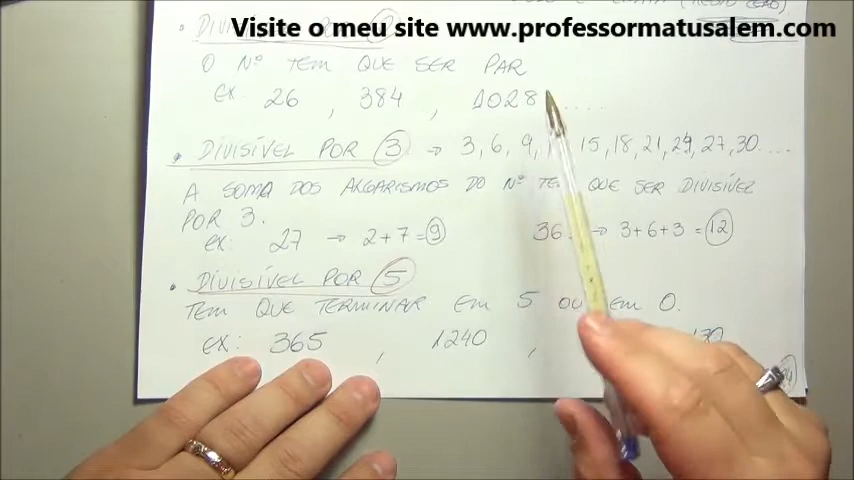 Visite o meu site www.professormatusalem.com
O Nº TEM QUE SER PAR
EX: 26 , 384 , 1028 ....
• DIVISÍVEL POR 3 → 3, 6, 9, 15, 18, 21, 24, 27, 30....
A SOMA DOS ALGARISMOS DO Nº QUE SER DIVISÍVEL
POR 3.
EX: 27 → 2+7=9 36 → 3+6+3 = 12
• DIVISÍVEL POR 5
TEM QUE TERMINAR EM 5 OU EM 0.
EX: 365 , 1240 ,